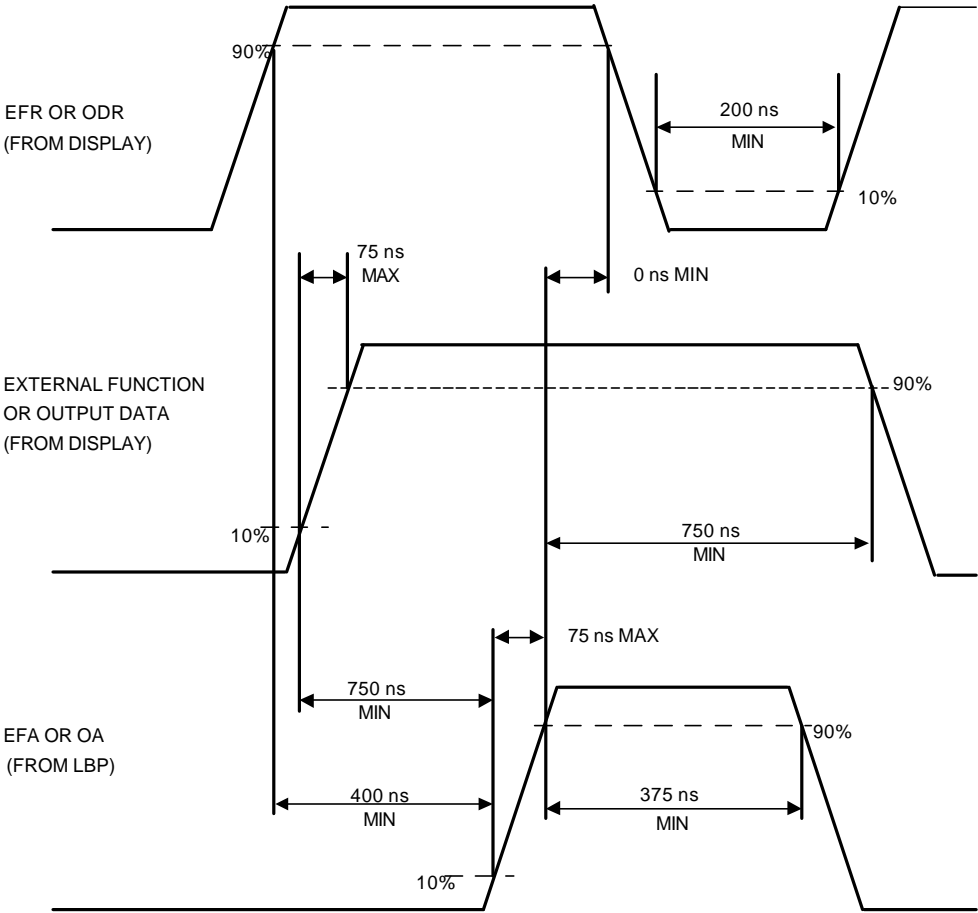 90%
EFR OR ODR
(FROM DISPLAY)
200 ns
MIN
10%
75 ns
MAX
0 ns MIN
EXTERNAL FUNCTION
OR OUTPUT DATA
(FROM DISPLAY)
90%
10%
750 ns
MIN
75 ns MAX
750 ns
MIN
EFA OR OA
(FROM LBP)
90%
400 ns
MIN
375 ns
MIN
10%